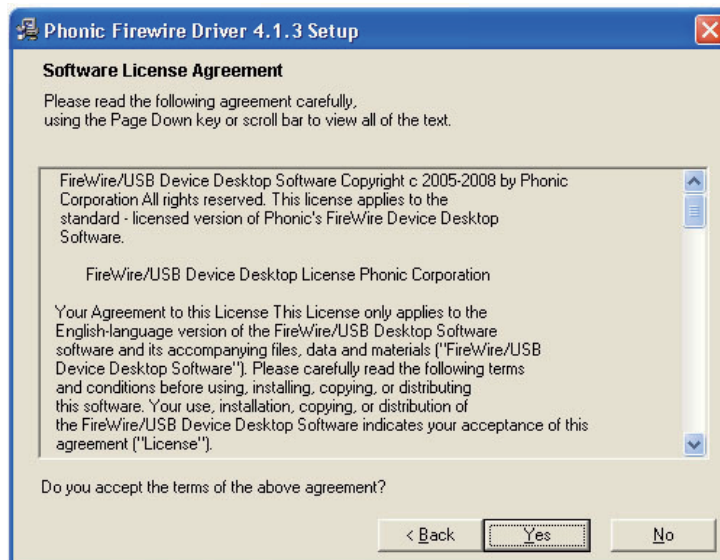 Phonic Firewire Driver 4.1.3 Setup
Software License Agreement
Please read the following agreement carefully,
using the Page Down key or scroll bar to view all of the text.
FireWire/USB Device Desktop Software Copyright c 2005-2008 by Phonic
Corporation All rights reserved. This license applies to the
standard - licensed version of Phonic's FireWire Device Desktop
Software.
FireWire/USB Device Desktop License Phonic Corporation
Your Agreement to this License This License only applies to the
English-language version of the FireWire/USB Desktop Software
software and its accompanying files, data and materials ("FireWire/USB
Device Desktop Software"). Please carefully read the following terms
and conditions before using, installing, copying, or distributing
this software. Your use, installation, copying, or distribution of
the FireWire/USB Device Desktop Software indicates your acceptance of this
agreement ("License").
Do you accept the terms of the above agreement?
< Back Yes No